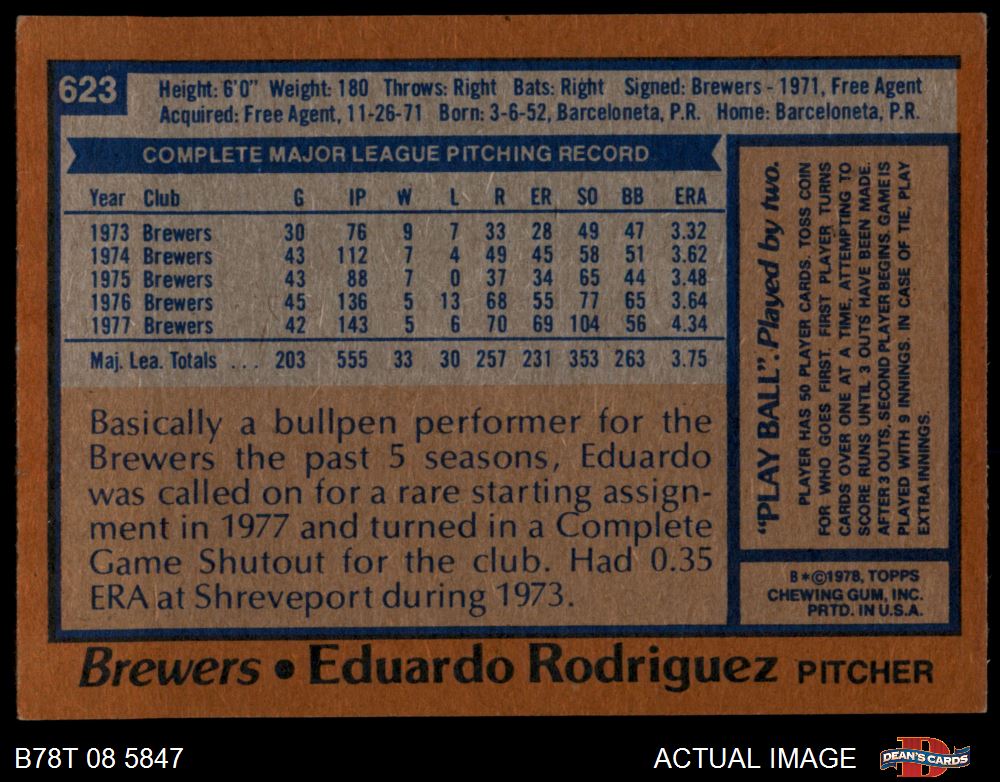 623
Height: 6'0" Weight: 180 Throws: Right Bats: Right Signed: Brewers - 1971, Free Agent
Acquired: Free Agent, 11-26-71 Born: 3-6-52, Barceloneta, P.R. Home: Barceloneta, P.R.
COMPLETE MAJOR LEAGUE PITCHING RECORD
Year Club G IP W L R ER SO BB ERA
1973 Brewers 30 76 9 7 33 28 49 47 3.32
1974 Brewers 43 112 7 4 49 45 58 51 3.62
1975 Brewers 43 88 7 0 37 34 65 44 3.48
1976 Brewers 45 136 5 13 68 55 77 65 3.64
1977 Brewers 42 143 5 6 70 69 104 56 4.34
Maj. Lea. Totals ... 203 555 33 30 257 231 353 263 3.75
Basically a bullpen performer for the
Brewers the past 5 seasons, Eduardo
was called on for a rare starting assign-
ment in 1977 and turned in a Complete
Game Shutout for the club. Had 0.35
ERA at Shreveport during 1973.
"PLAY BALL". Played by two.
PLAYER HAS 50 PLAYER CARDS. TOSS COIN
FOR WHO GOES FIRST. FIRST PLAYER TURNS
CARDS OVER ONE AT A TIME, ATTEMPTING TO
SCORE RUNS UNTIL 3 OUTS HAVE BEEN MADE.
AFTER 3 OUTS, SECOND PLAYER BEGINS. GAME IS
PLAYED WITH 9 INNINGS. IN CASE OF TIE, PLAY
EXTRA INNINGS.
B*©1978, TOPPS
CHEWING GUM, INC.
PRTD. IN U.S.A.
Brewers • Eduardo Rodriguez PITCHER
B78T 08 5847
ACTUAL IMAGE
DEAN'S CARDS